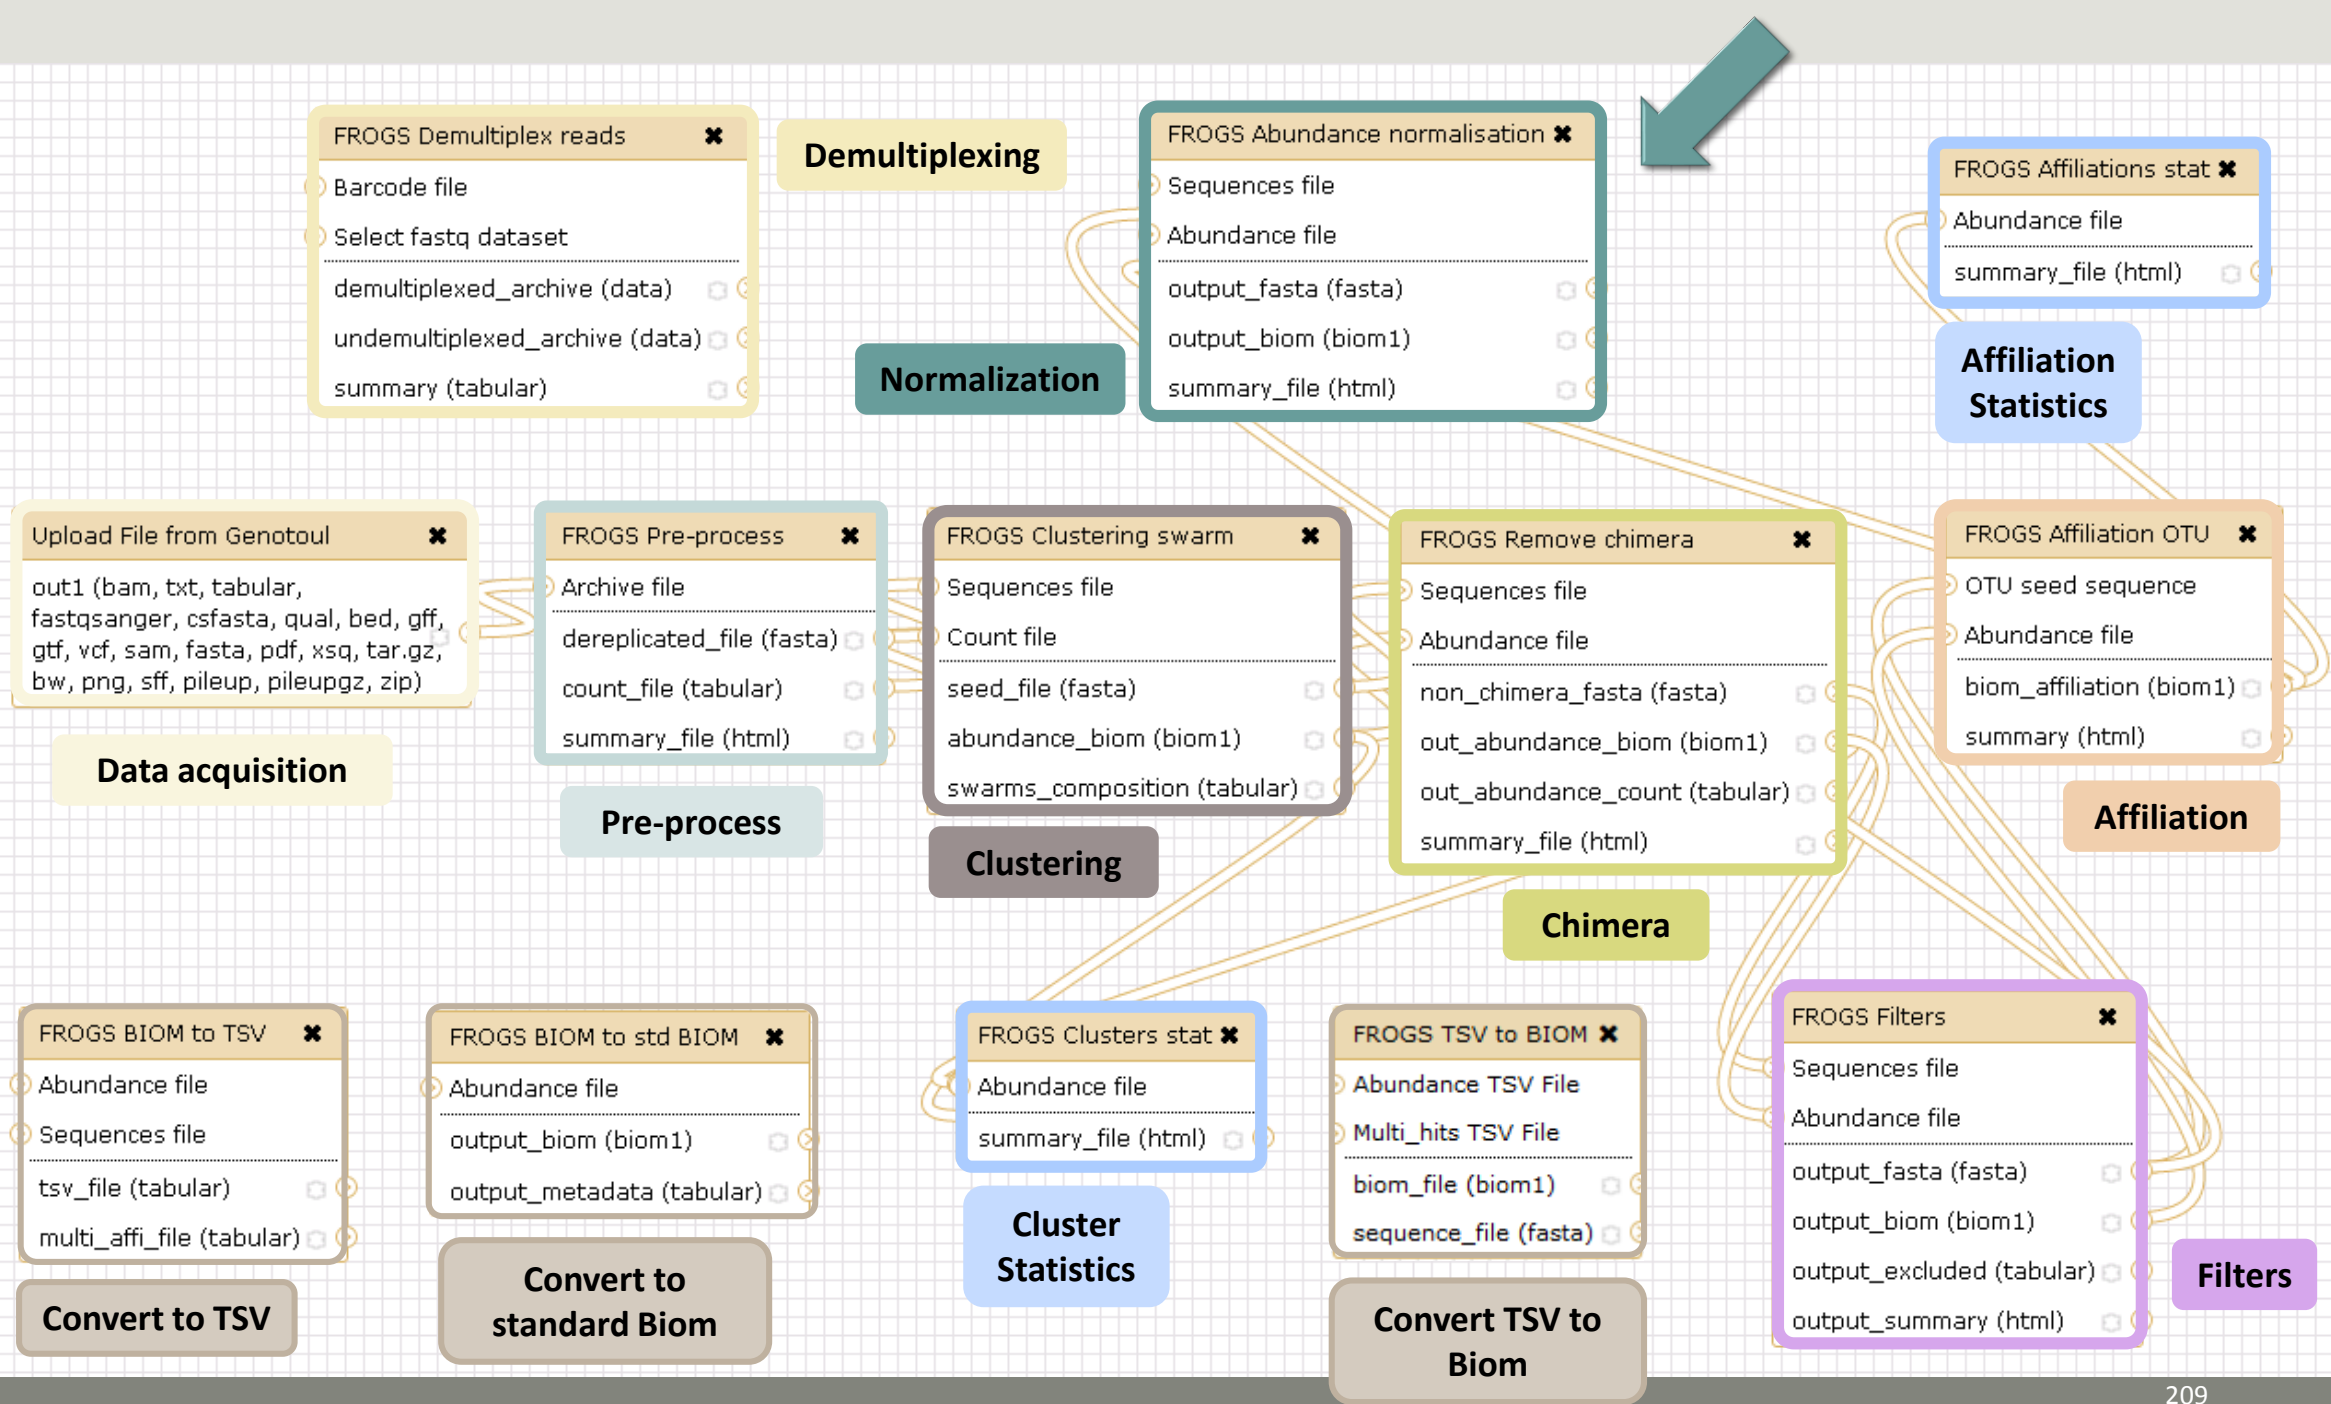 FROGS Demultiplex reads
Barcode file
Select fastq dataset
demultiplexed_archive (data)
undemultiplexed_archive (data)
summary (tabular)
Demultiplexing
FROGS Abundance normalisation
Sequences file
Abundance file
output_fasta (fasta)
output_biom (biom1)
summary_file (html)
Normalization
FROGS Affiliations stat
Abundance file
summary_file (html)
Affiliation
Statistics
Upload File from Genotoul
out1 (bam, txt, tabular,
fastqsanger, csfasta, qual, bed, gff,
gtf, vcf, sam, fasta, pdf, xsq, tar.gz,
bw, png, sff, pileup, pileupgz, zip)
Data acquisition
FROGS Pre-process
Archive file
dereplicated_file (fasta)
count_file (tabular)
summary_file (html)
Pre-process
FROGS Clustering swarm
Sequences file
Count file
seed_file (fasta)
abundance_biom (biom1)
swarms_composition (tabular)
Clustering
FROGS Remove chimera
Sequences file
Abundance file
non_chimera_fasta (fasta)
out_abundance_biom (biom1)
out_abundance_count (tabular)
summary_file (html)
Chimera
FROGS Affiliation OTU
OTU seed sequence
Abundance file
biom_affiliation (biom1)
summary (html)
Affiliation
FROGS BIOM to TSV
Abundance file
Sequences file
tsv_file (tabular)
multi_affi_file (tabular)
Convert to TSV
FROGS BIOM to std BIOM
Abundance file
output_biom (biom1)
output_metadata (tabular)
Convert to
standard Biom
FROGS Clusters stat
Abundance file
summary_file (html)
Cluster
Statistics
FROGS TSV to BIOM
Abundance TSV File
Multi_hits TSV File
biom_file (biom1)
sequence_file (fasta)
Convert TSV to
Biom
FROGS Filters
Sequences file
Abundance file
output_fasta (fasta)
output_biom (biom1)
output_excluded (tabular)
output_summary (html)
Filters
209